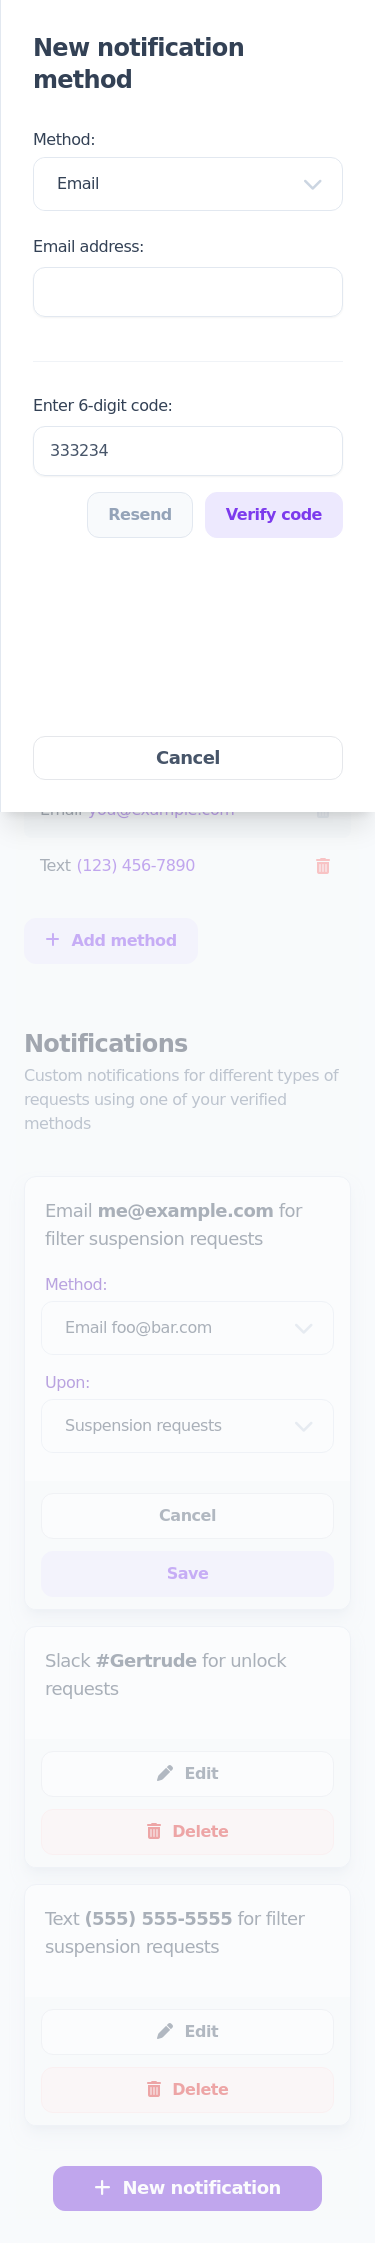 New notification
method
Method:
Email
Email address:
Enter 6-digit code:
333234
Resend
Verify code
Cancel
Email you@example.com
Text (123) 456-7890
Add method
Notifications
Custom notifications for different types of
requests using one of your verified
methods
Email me@example.com for
filter suspension requests
Method:
Email foo@bar.com
Upon:
Suspension requests
Cancel
Save
Slack #Gertrude for unlock
requests
Edit
Delete
Text (555) 555-5555 for filter
suspension requests
Edit
Delete
New notification